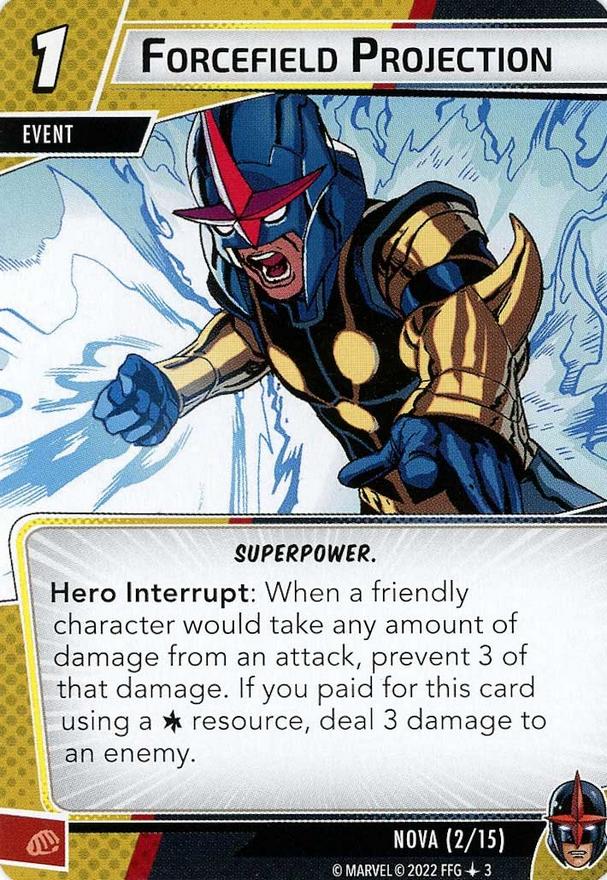 1
FORCEFIELD PROJECTION
EVENT
SUPERPOWER.
Hero Interrupt: When a friendly
character would take any amount of
damage from an attack, prevent 3 of
that damage. If you paid for this card
using a resource, deal 3 damage to
an enemy.
NOVA (2/15)
© MARVEL © 2022 FFG 3